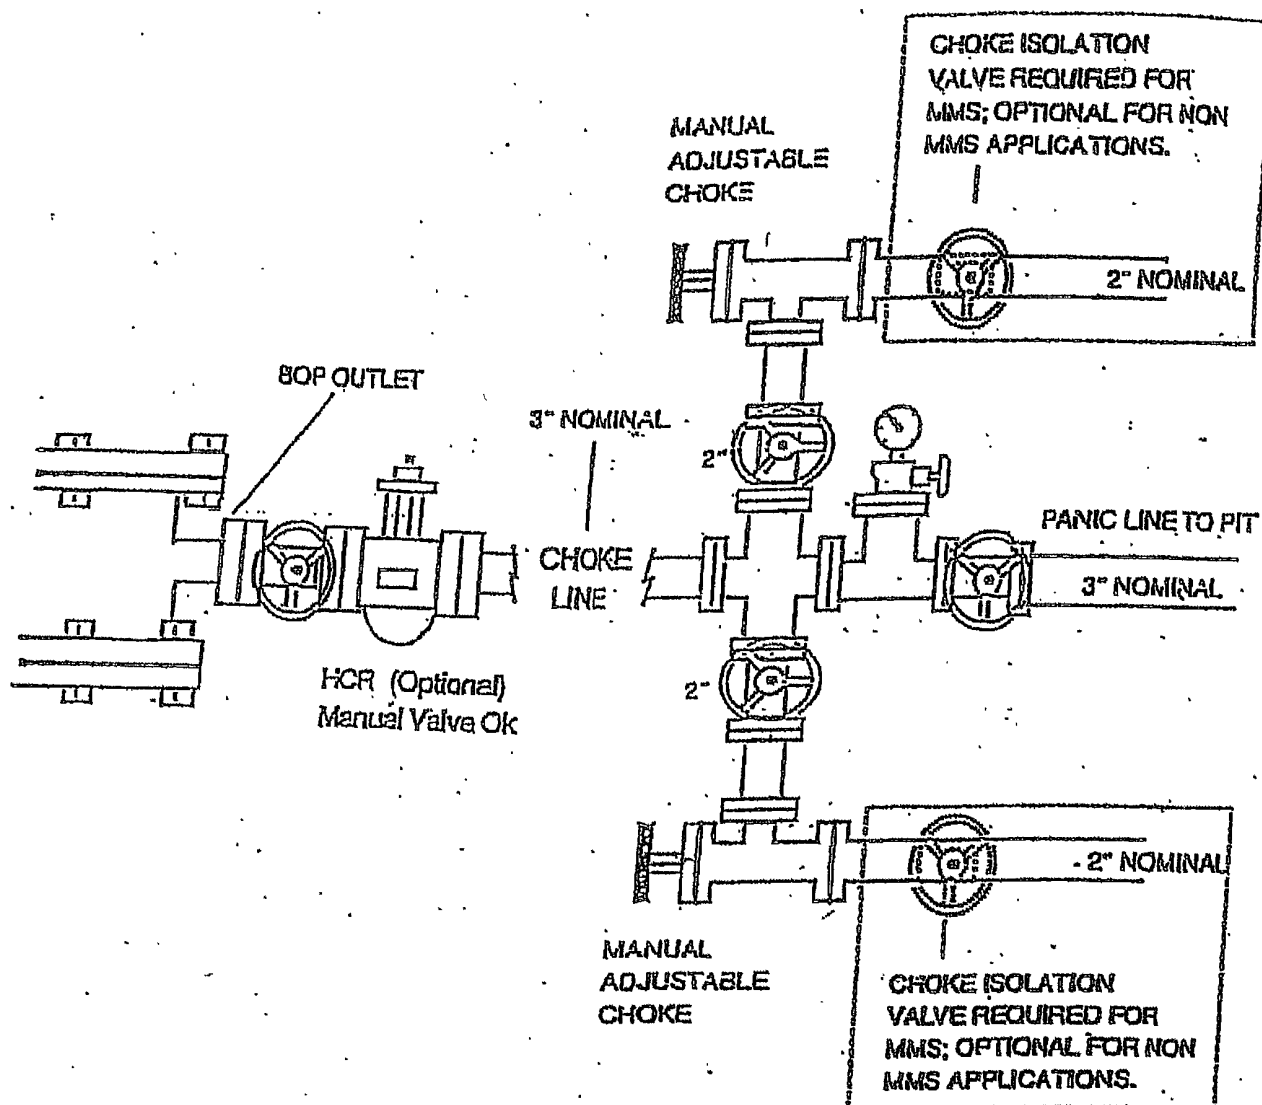 CHOKE ISOLATION
VALVE REQUIRED FOR
MMS; OPTIONAL FOR NON
MMS APPLICATIONS.
MANUAL
ADJUSTABLE
CHOKE
2" NOMINAL
BOP OUTLET
3" NOMINAL
2"
PANIC LINE TO PIT
CHOKE
LINE
3" NOMINAL
HCR (Optional)
Manual Valve Ok
2"
2" NOMINAL
MANUAL
ADJUSTABLE
CHOKE
CHOKE ISOLATION
VALVE REQUIRED FOR
MMS; OPTIONAL FOR NON
MMS APPLICATIONS.